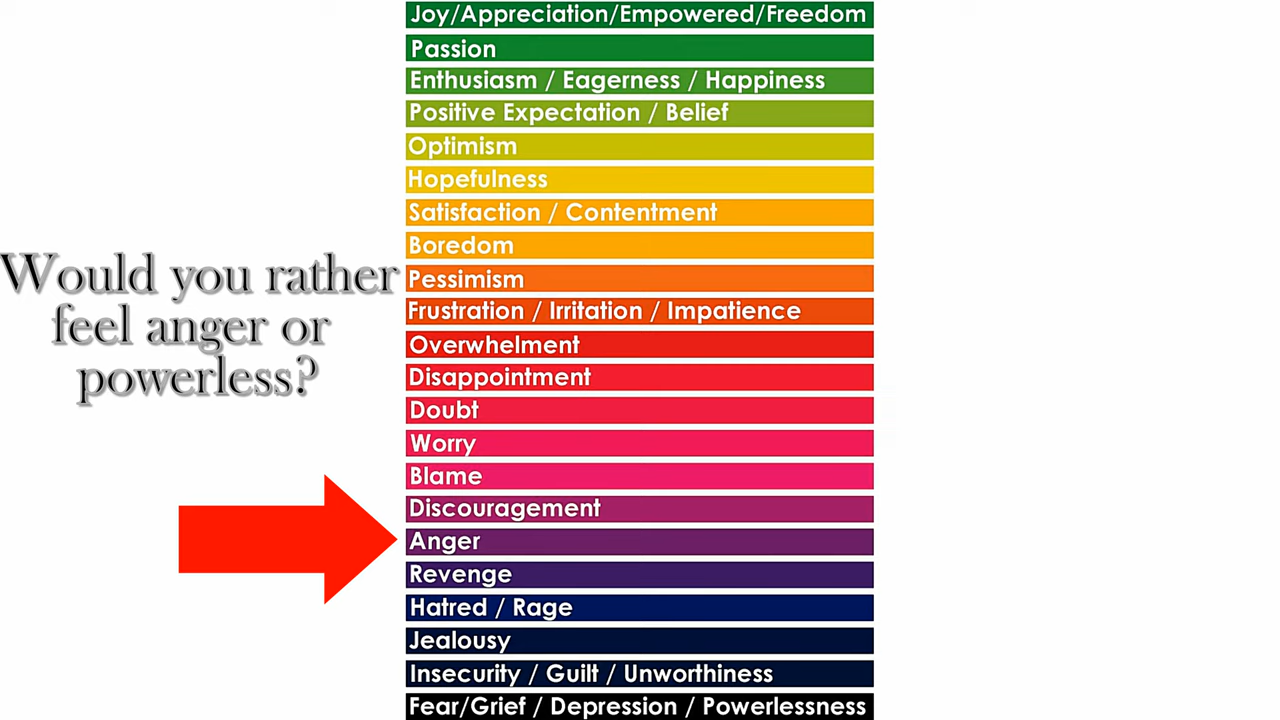 Joy/Appreciation/Empowered/Freedom
Passion
Enthusiasm / Eagerness / Happiness
Positive Expectation / Belief
Optimism
Hopefulness
Satisfaction / Contentment
Boredom
Pessimism
Frustration / Irritation / Impatience
Overwhelment
Disappointment
Doubt
Worry
Blame
Discouragement
Anger
Revenge
Hatred / Rage
Jealousy
Insecurity / Guilt / Unworthiness
Fear/Grief / Depression / Powerlessness
Would you rather
feel anger or
powerless?